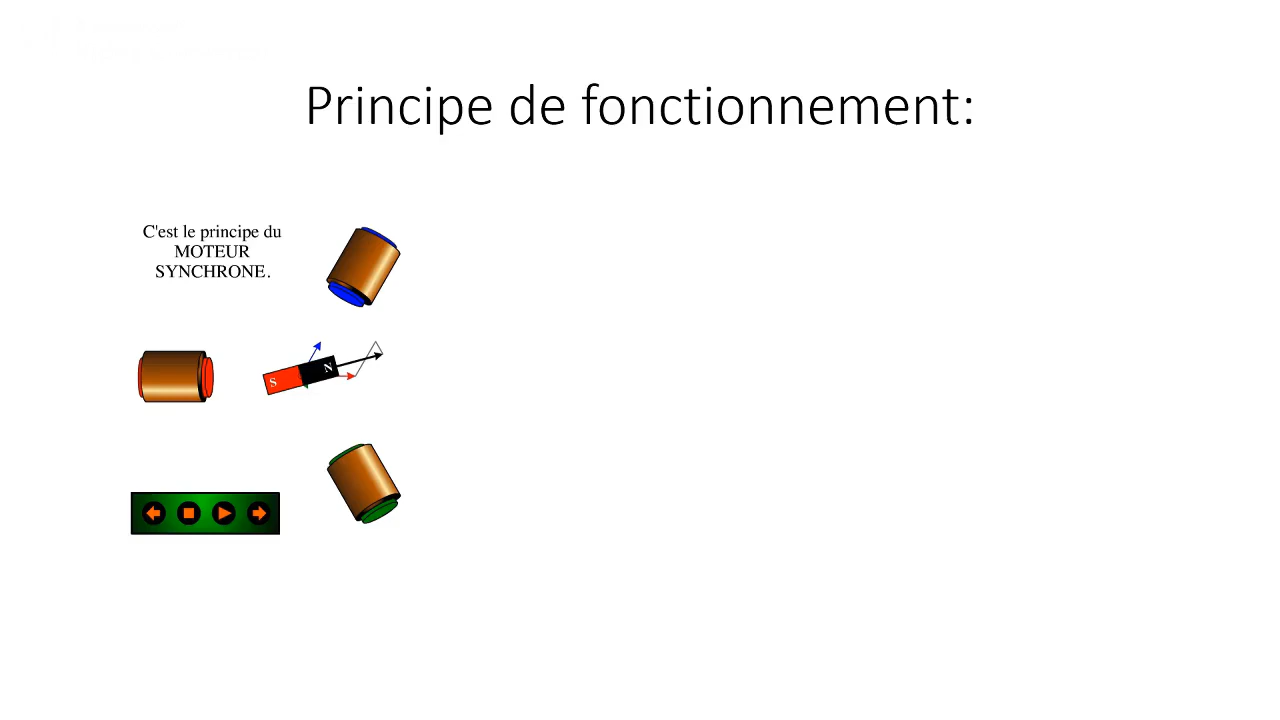 Principe de fonctionnement:
C'est le principe du
MOTEUR
SYNCHRONE.
S
N